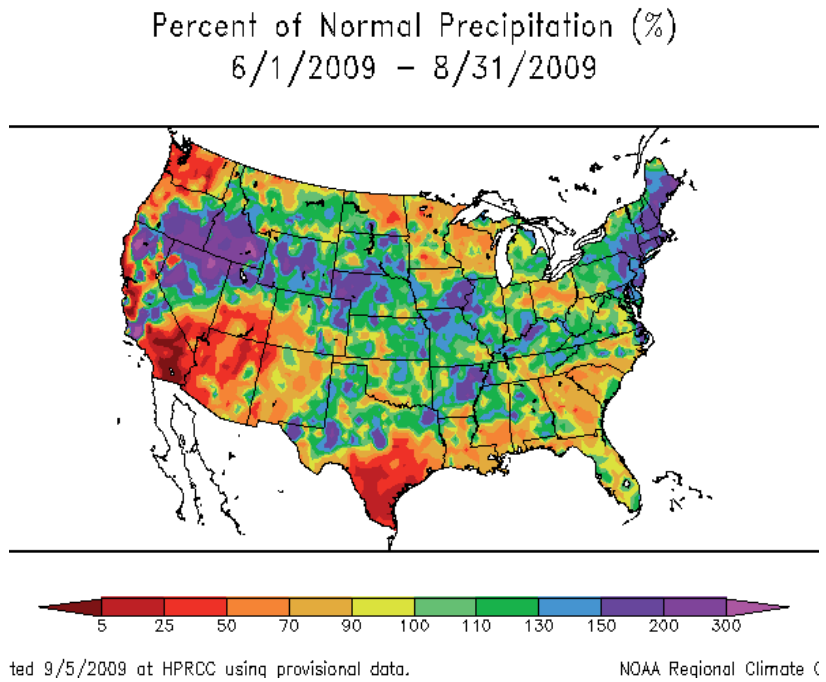 Percent of Normal Precipitation (%)
6/1/2009 – 8/31/2009
5 25 50 70 90 100 110 130 150 200 300
ted 9/5/2009 at HPRCC using provisional data. NOAA Regional Climate C